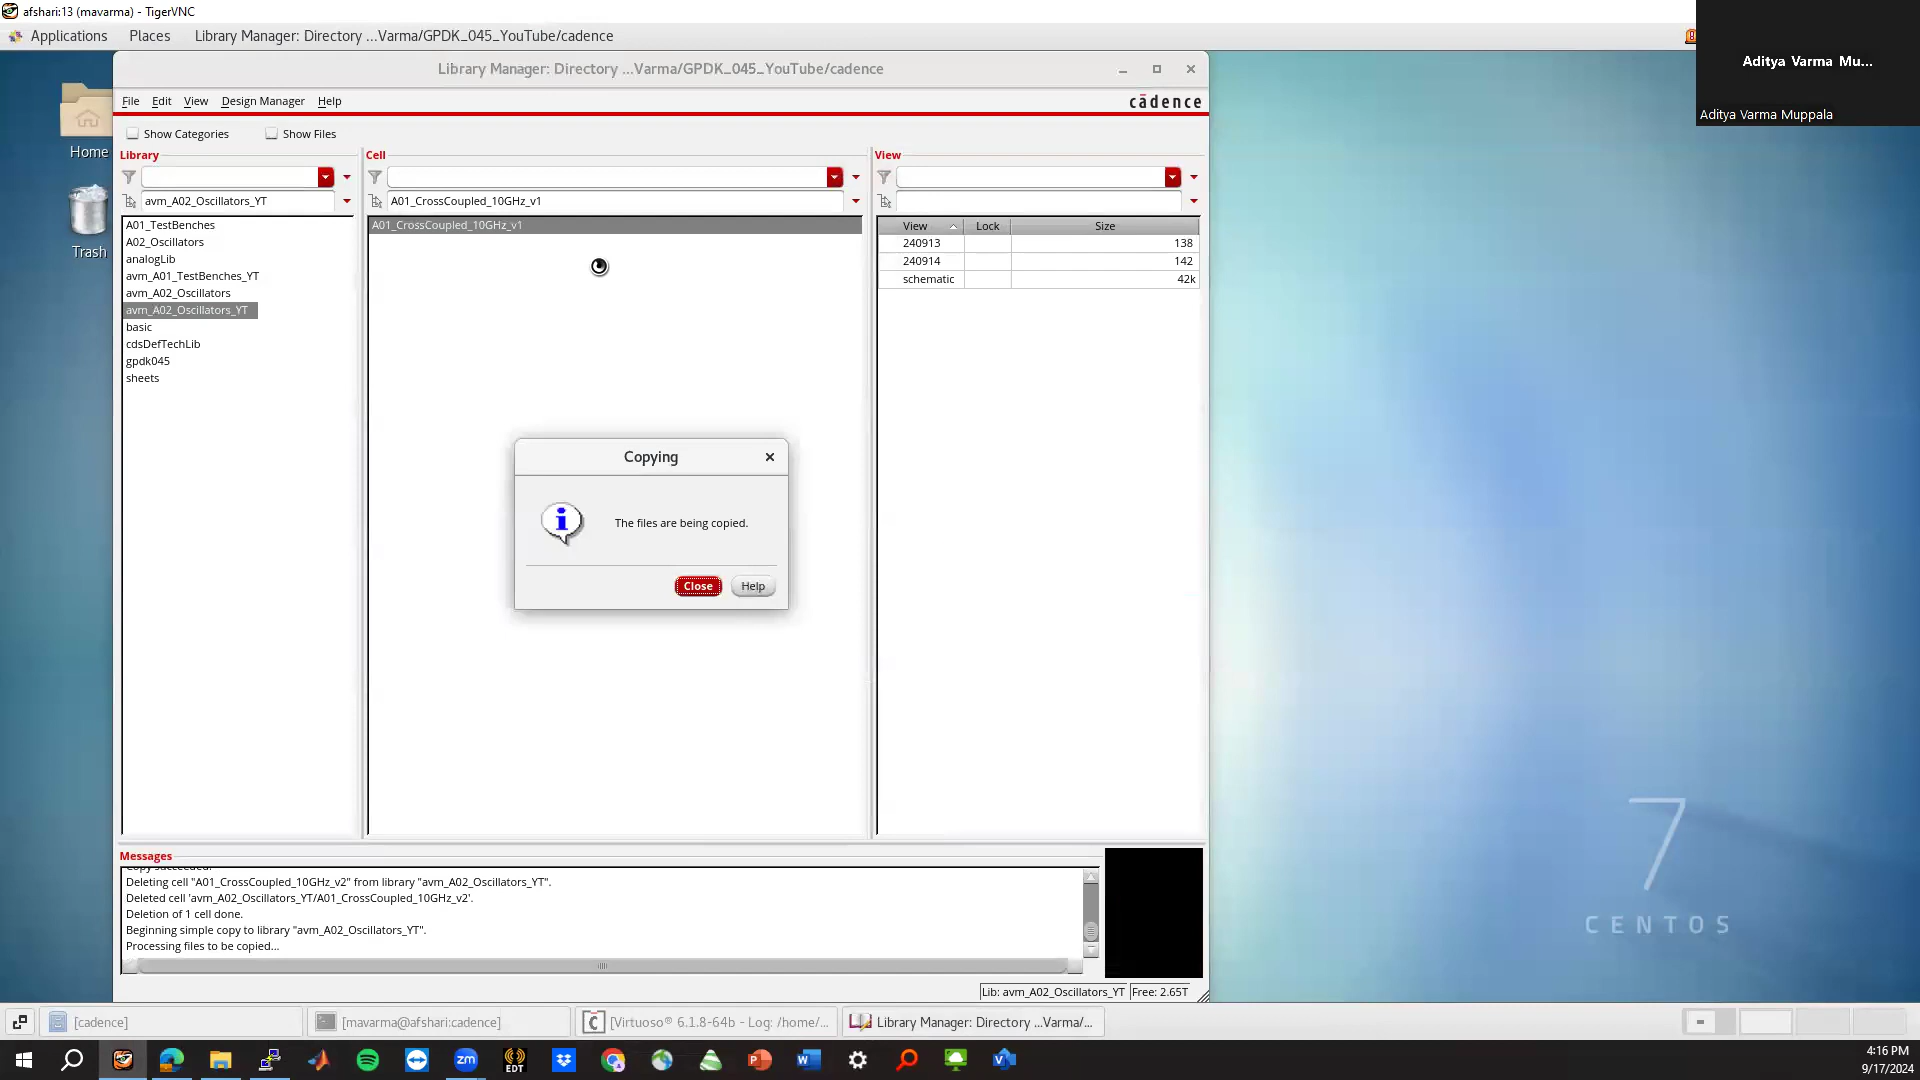 afshari:13 (mavarma) - TigerVNC
Applications Places Library Manager: Directory ...Varma/GPDK_045_YouTube/cadence
Aditya Varma Mu...
Aditya Varma Muppala
Home
Trash
Library Manager: Directory ...Varma/GPDK_045_YouTube/cadence
File Edit View Design Manager Help
cādence
Show Categories Show Files
Library Cell View
avm_A02_Oscillators_YT A01_CrossCoupled_10GHz_v1
A01_TestBenches
A02_Oscillators
analogLib
avm_A01_TestBenches_YT
avm_A02_Oscillators
avm_A02_Oscillators_YT
basic
cdsDefTechLib
gpdk045
sheets
A01_CrossCoupled_10GHz_v1
View Lock Size
240913 138
240914 142
schematic 42k
Copying
The files are being copied.
Close Help
Messages
Copy succeeded.
Deleting cell "A01_CrossCoupled_10GHz_v2" from library "avm_A02_Oscillators_YT".
Deleted cell 'avm_A02_Oscillators_YT/A01_CrossCoupled_10GHz_v2'.
Deletion of 1 cell done.
Beginning simple copy to library "avm_A02_Oscillators_YT".
Processing files to be copied...
Lib: avm_A02_Oscillators_YT Free: 2.65T
7
CENTOS
[cadence] [mavarma@afshari:cadence] [Virtuoso® 6.1.8-64b - Log: /home/... Library Manager: Directory ...Varma/...
zm
EDT
4:16 PM
9/17/2024